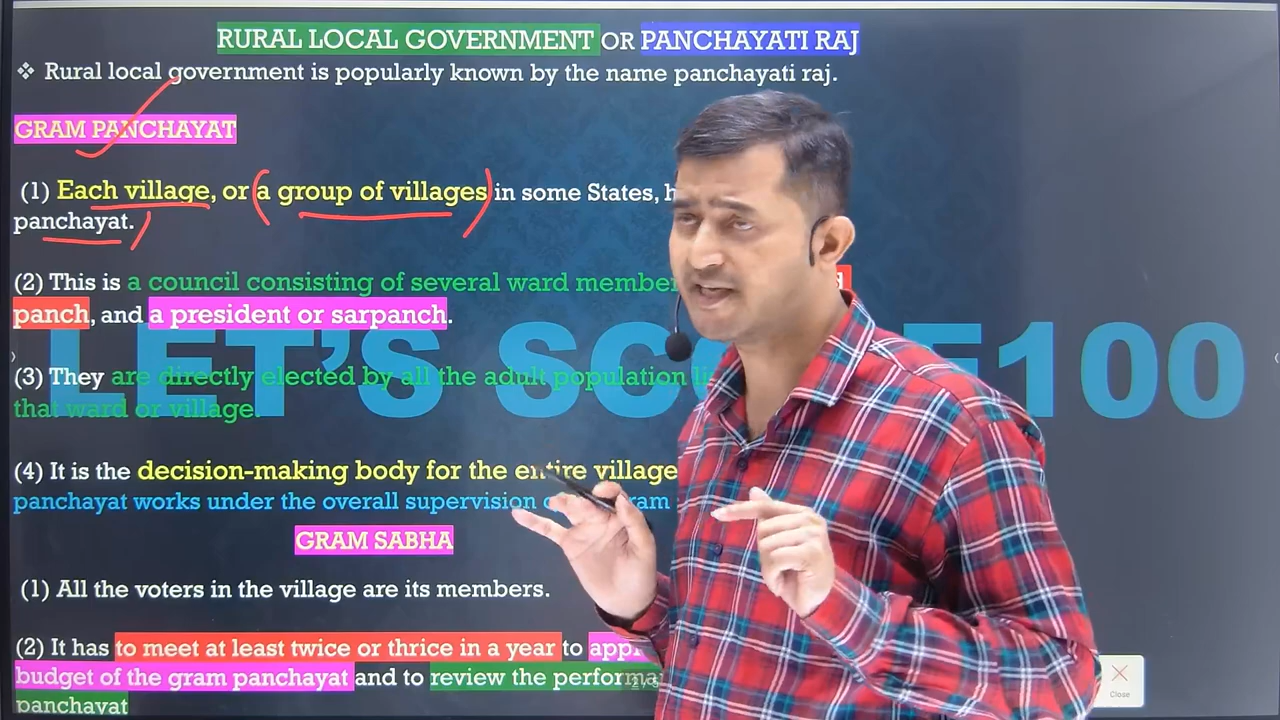 RURAL LOCAL GOVERNMENT OR PANCHAYATI RAJ
❖ Rural local government is popularly known by the name panchayati raj.
GRAM PANCHAYAT
(1) Each village, or (a group of villages) in some States,
panchayat.
(2) This is a council consisting of several ward
panch, and a president or sarpanch.
LET'S 100
(3) They are directly elected by all the adult population
that ward or village.
(4) It is the decision-making body for the entire village
panchayat works under the overall supervision
GRAM SABHA
(1) All the voters in the village are its members.
(2) It has to meet at least twice or thrice in a year to
budget of the gram panchayat and to review the
panchayat
Close